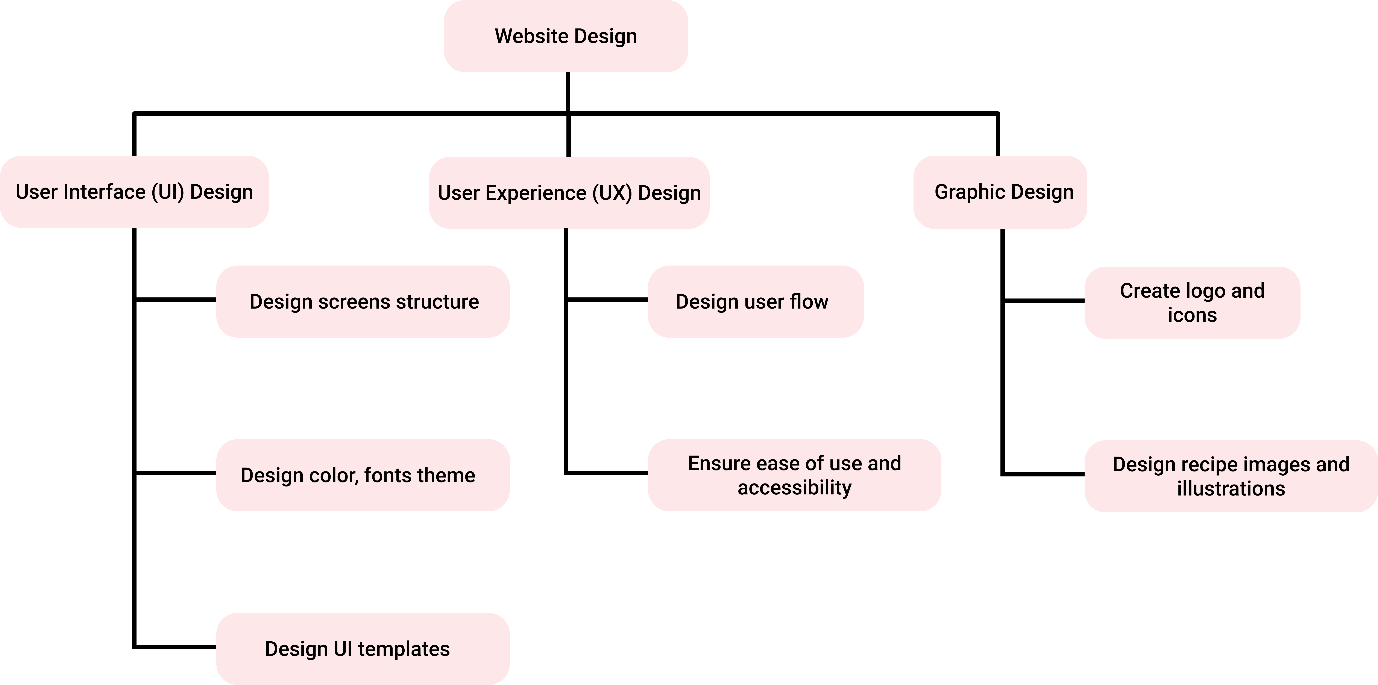 Website Design
User Interface (UI) Design
User Experience (UX) Design
Graphic Design
Design screens structure
Design user flow
Create logo and
icons
Design color, fonts theme
Ensure ease of use and
accessibility
Design recipe images and
illustrations
Design UI templates